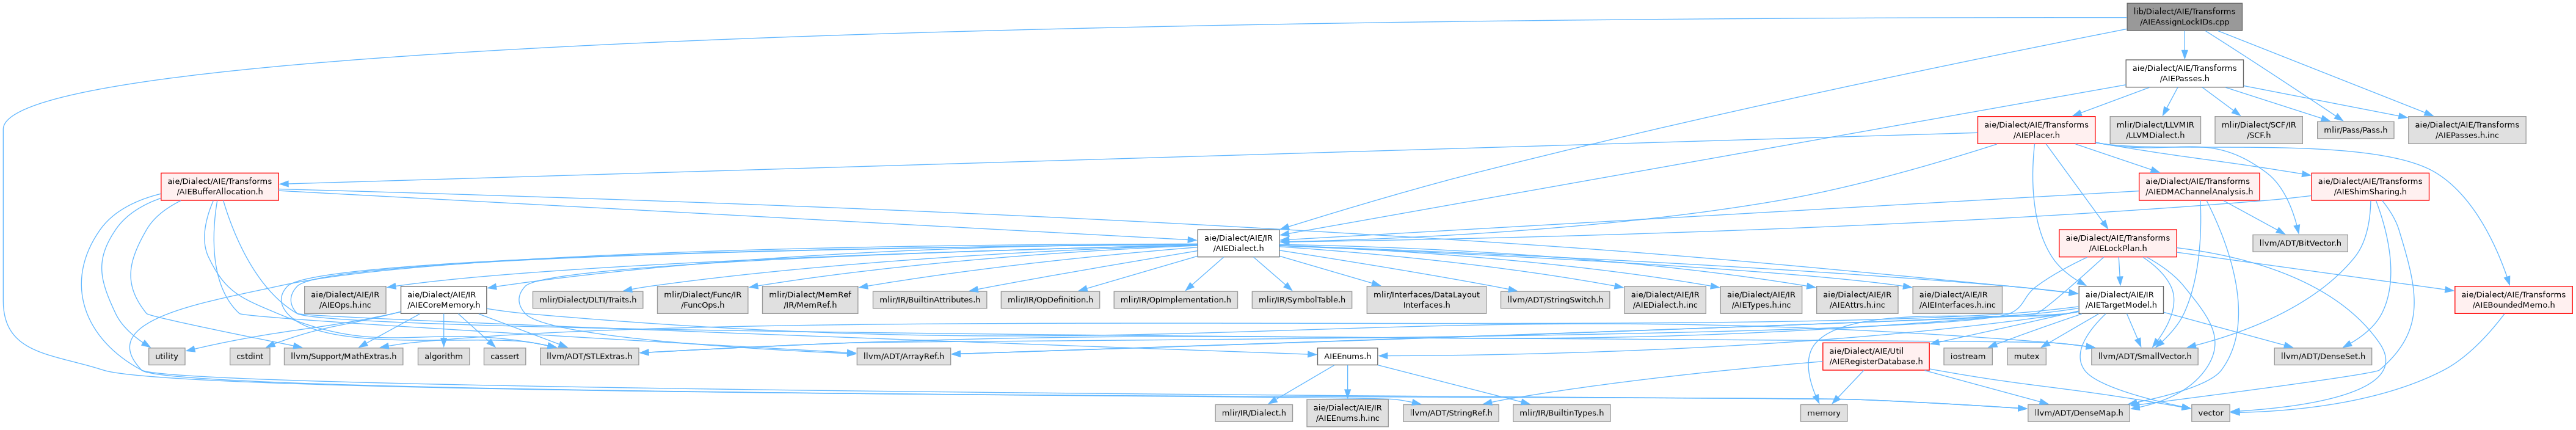 lib/Dialect/AIE/Transforms
/AIEAssignLockIDs.cpp
aie/Dialect/AIE/Transforms
/AIEPasses.h
aie/Dialect/AIE/Transforms
/AIEPlacer.h
mlir/Dialect/LLVMIR
/LLVMDialect.h
mlir/Dialect/SCF/IR
/SCF.h
mlir/Pass/Pass.h
aie/Dialect/AIE/Transforms
/AIEPasses.h.inc
aie/Dialect/AIE/Transforms
/AIEBufferAllocation.h
aie/Dialect/AIE/Transforms
/AIEDMAChannelAnalysis.h
aie/Dialect/AIE/Transforms
/AIEShimSharing.h
aie/Dialect/AIE/IR
/AIEDialect.h
aie/Dialect/AIE/Transforms
/AIELockPlan.h
llvm/ADT/BitVector.h
aie/Dialect/AIE/IR
/AIEOps.h.inc
aie/Dialect/AIE/IR
/AIECoreMemory.h
mlir/Dialect/DLTI/Traits.h
mlir/Dialect/Func/IR
/FuncOps.h
mlir/Dialect/MemRef
/IR/MemRef.h
mlir/IR/BuiltinAttributes.h
mlir/IR/OpDefinition.h
mlir/IR/OpImplementation.h
mlir/IR/SymbolTable.h
mlir/Interfaces/DataLayout
Interfaces.h
llvm/ADT/StringSwitch.h
aie/Dialect/AIE/IR
/AIEDialect.h.inc
aie/Dialect/AIE/IR
/AIETypes.h.inc
aie/Dialect/AIE/IR
/AIEAttrs.h.inc
aie/Dialect/AIE/IR
/AIEInterfaces.h.inc
aie/Dialect/AIE/IR
/AIETargetModel.h
aie/Dialect/AIE/Transforms
/AIEBoundedMemo.h
utility
cstdint
llvm/Support/MathExtras.h
algorithm
cassert
llvm/ADT/STLExtras.h
llvm/ADT/ArrayRef.h
AIEEnums.h
aie/Dialect/AIE/Util
/AIERegisterDatabase.h
iostream
mutex
llvm/ADT/SmallVector.h
llvm/ADT/DenseSet.h
mlir/IR/Dialect.h
aie/Dialect/AIE/IR
/AIEEnums.h.inc
llvm/ADT/StringRef.h
mlir/IR/BuiltinTypes.h
memory
llvm/ADT/DenseMap.h
vector